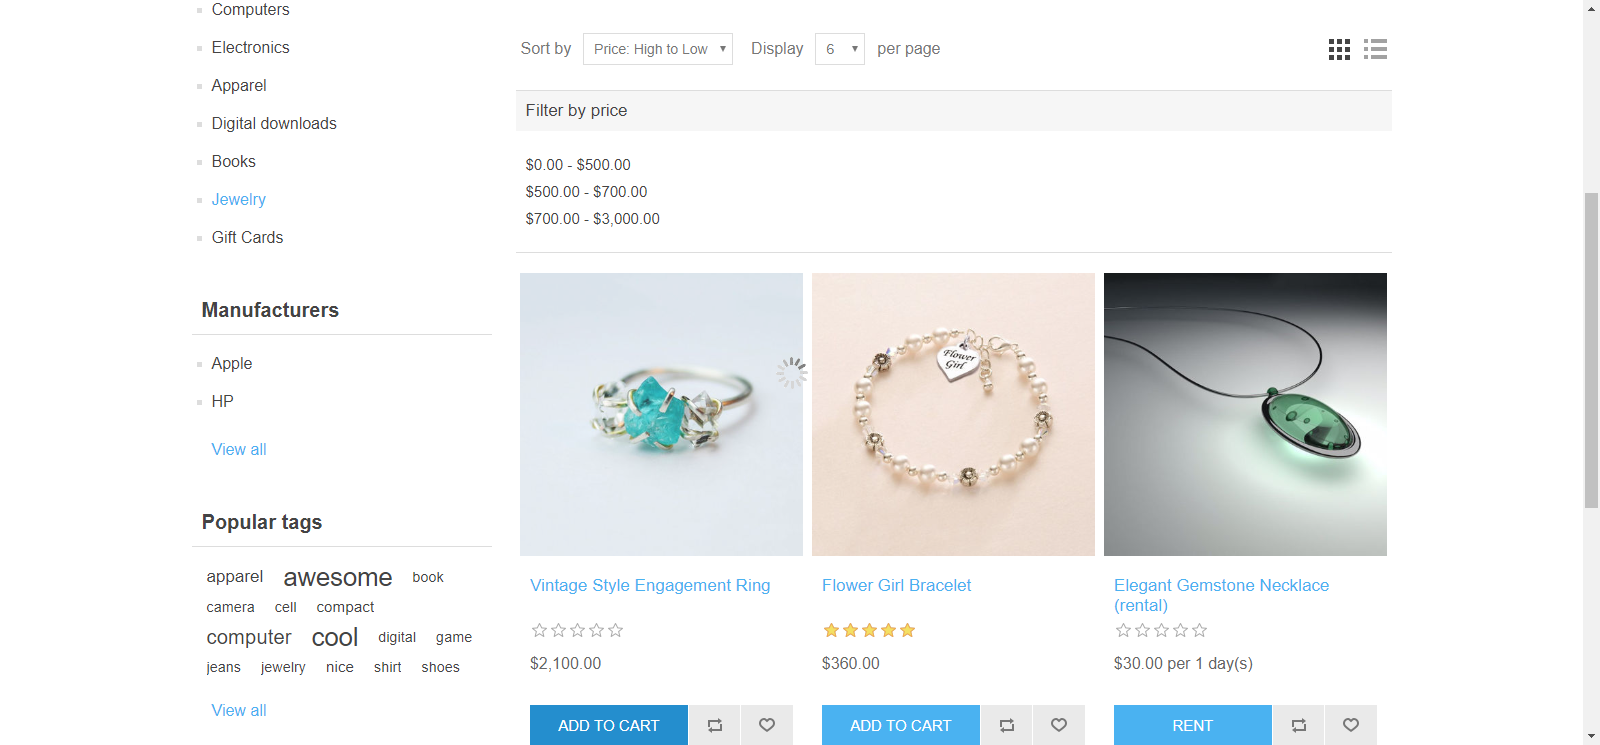 Computers
Electronics
Apparel
Digital downloads
Books
Jewelry
Gift Cards
Manufacturers
Apple
HP
View all
Popular tags
apparel awesome book
camera cell compact
computer cool digital game
jeans jewelry nice shirt shoes
View all
Sort by Price: High to Low Display 6 per page
Filter by price
$0.00 - $500.00
$500.00 - $700.00
$700.00 - $3,000.00
Flower
Girl
Vintage Style Engagement Ring
$2,100.00
ADD TO CART
Flower Girl Bracelet
$360.00
ADD TO CART
Elegant Gemstone Necklace
(rental)
$30.00 per 1 day(s)
RENT